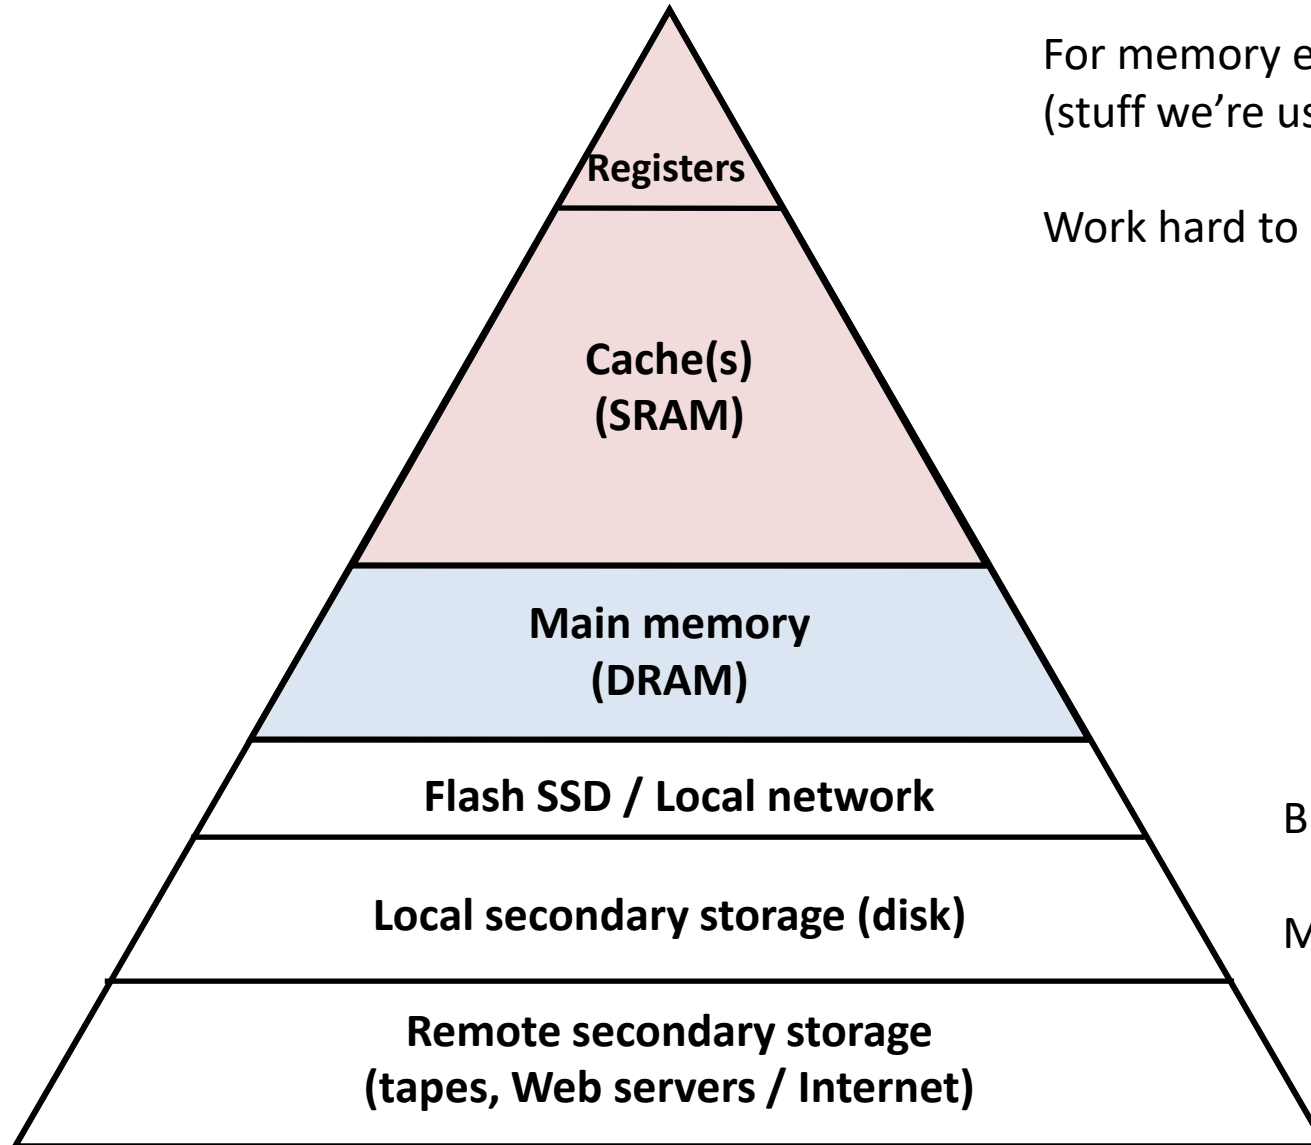 For memory e
(stuff we’re us
Work hard to
Registers
Cache(s)
(SRAM)
Main memory
(DRAM)
Flash SSD / Local network
B
Local secondary storage (disk)
M
Remote secondary storage
(tapes, Web servers / Internet)